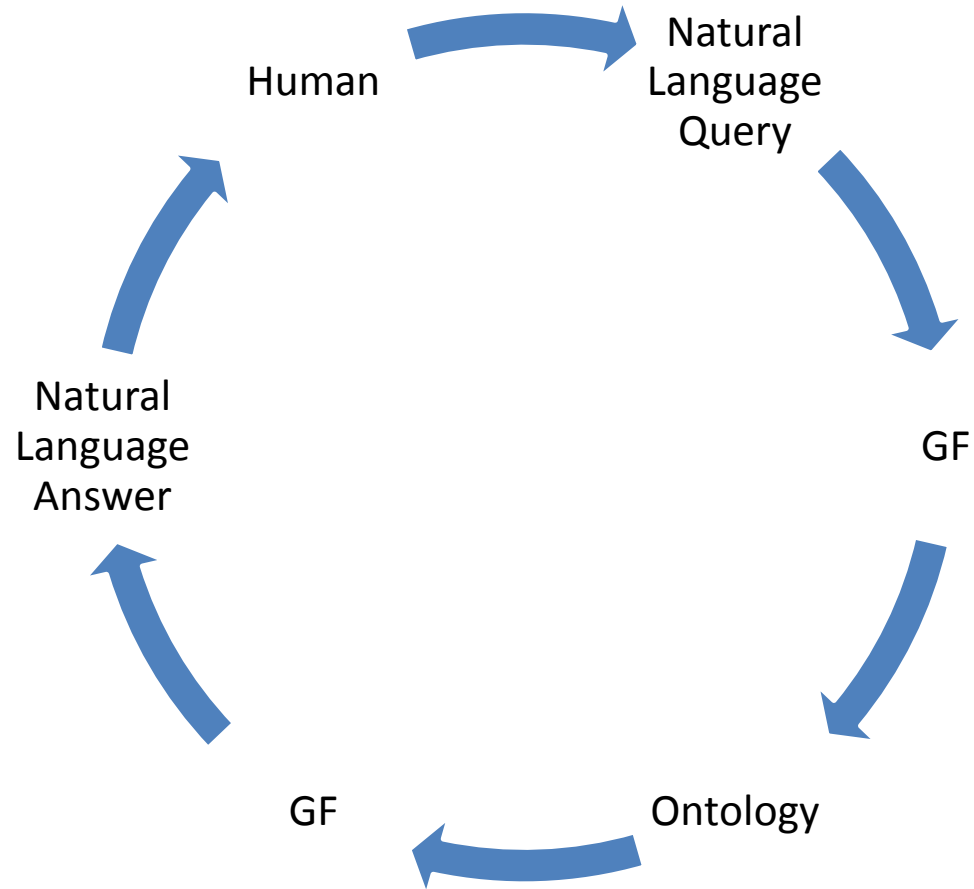 Human
Natural
Language
Query
GF
Ontology
GF
Natural
Language
Answer